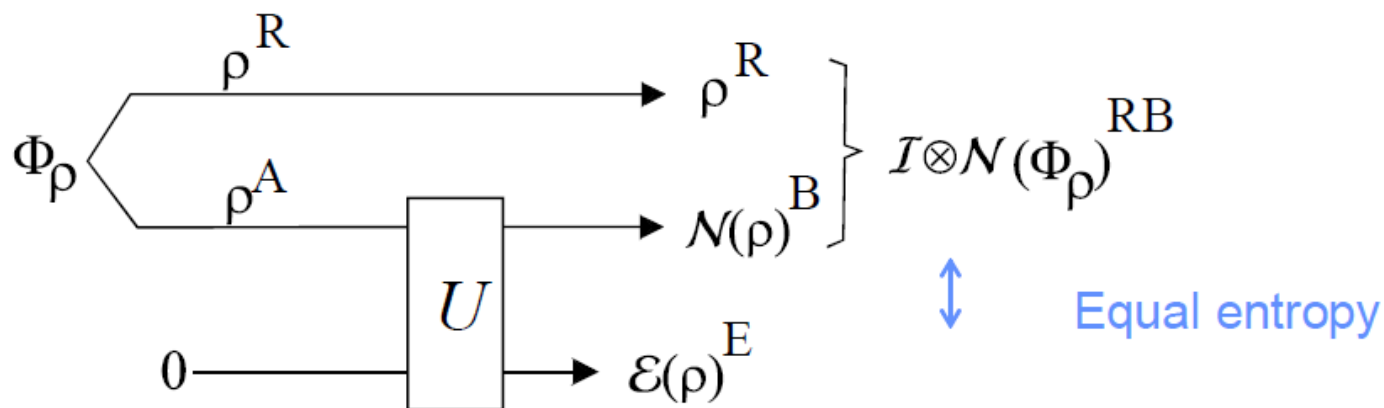 ρ^R ρ^R
Φ_ρ I⊗N(Φ_ρ)^RB
ρ^A N(ρ)^B
U Equal entropy
0 ℰ(ρ)^E